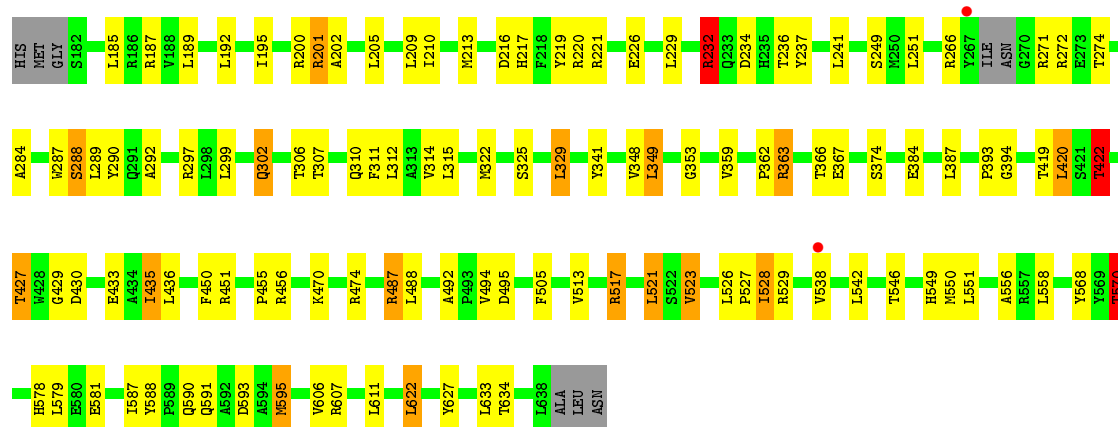 HIS MET GLY S182 L185 R186 R187 V188 L189 L192 I195 R200 R201 A202 L205 L209 I210 M213 D216 H217 F218 Y219 R220 R221 E226 L229 R232 Q233 D234 H235 T236 Y237 L241 S249 M250 L251 R266 Y267 ILE ASN G270 R271 R272 E273 T274
A284 W287 S288 L289 Y290 Q291 A292 R297 L298 L299 Q302 T306 T307 Q310 F311 L312 A313 V314 L315 M322 S325 L329 Y341 V348 L349 G353 V359 P362 R363 T366 E367 S374 E384 L387 P393 G394 T419 L420 S421 T422
T427 W428 G429 D430 E433 A434 I435 L436 F450 R451 P455 R456 K470 R474 R487 L488 A492 P493 V494 D495 F505 V513 R517 L521 S522 V523 L526 P527 I528 R529 V538 L542 T546 H549 M550 L551 A556 R557 L558 Y568 Y569 T570
H578 L579 E580 E581 I587 Y588 P589 Q590 Q591 A592 D593 A594 M595 V606 R607 L611 L622 Y627 L633 T634 L638 ALA LEU ASN